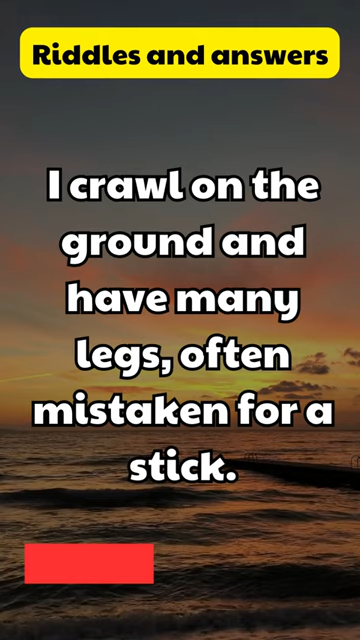 Riddles and answers
I crawl on the
ground and
have many
legs, often
mistaken for a
stick.